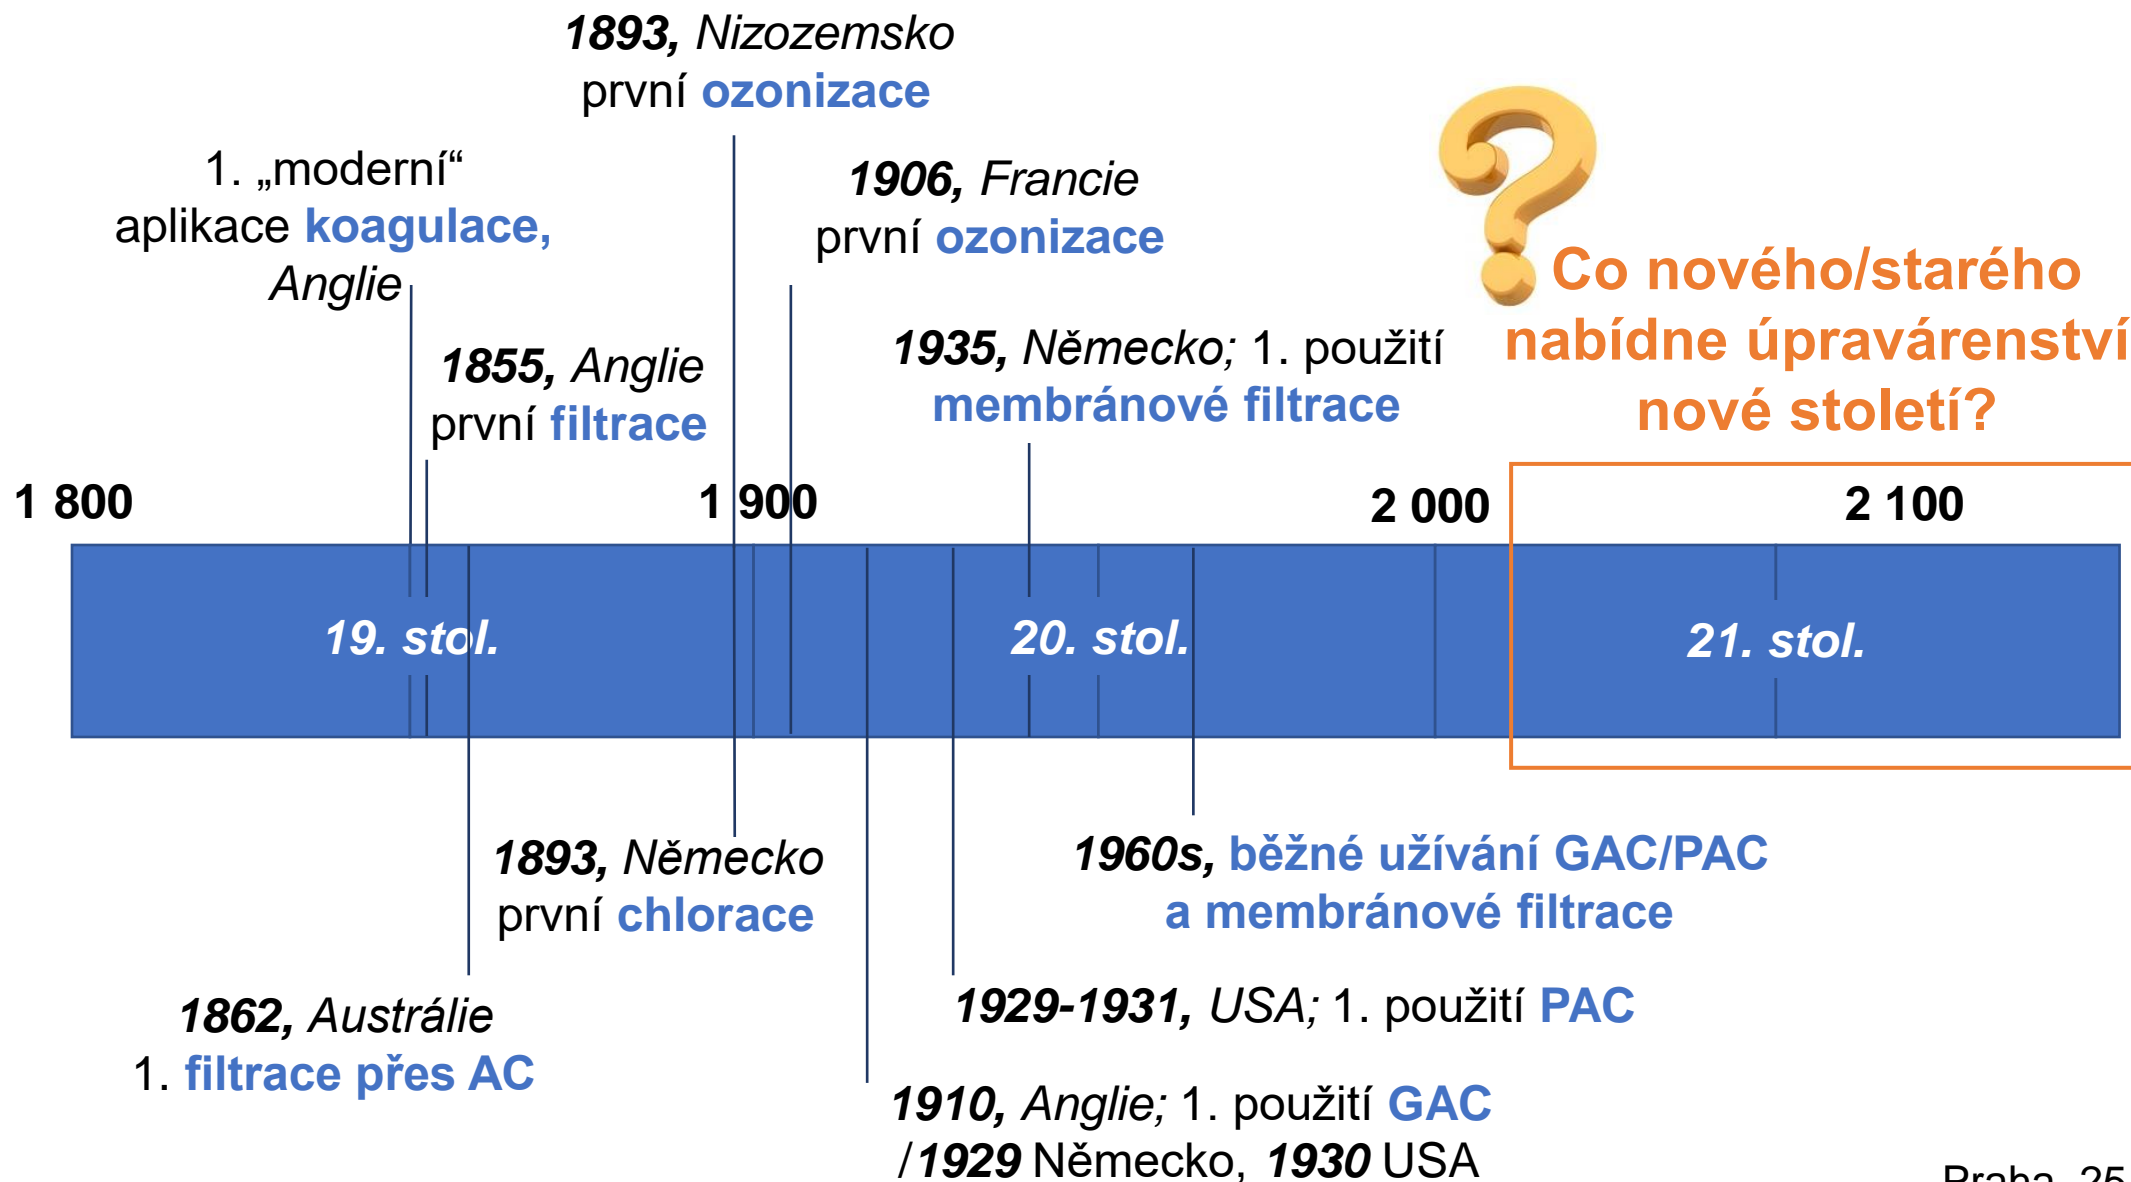 1893, Nizozemsko
první ozonizace
1. „moderní“
aplikace koagulace,
Anglie
1906, Francie
první ozonizace
Co nového/starého
nabídne úpravárenství
nové století?
1855, Anglie
první filtrace
1935, Německo; 1. použití
membránové filtrace
1 800
1 900
2 000
2 100
19. stol.
20. stol.
21. stol.
1893, Německo
první chlorace
1960s, běžné užívání GAC/PAC
a membránové filtrace
1862, Austrálie
1. filtrace přes AC
1929-1931, USA; 1. použití PAC
1910, Anglie; 1. použití GAC
/1929 Německo, 1930 USA
Praha, 25